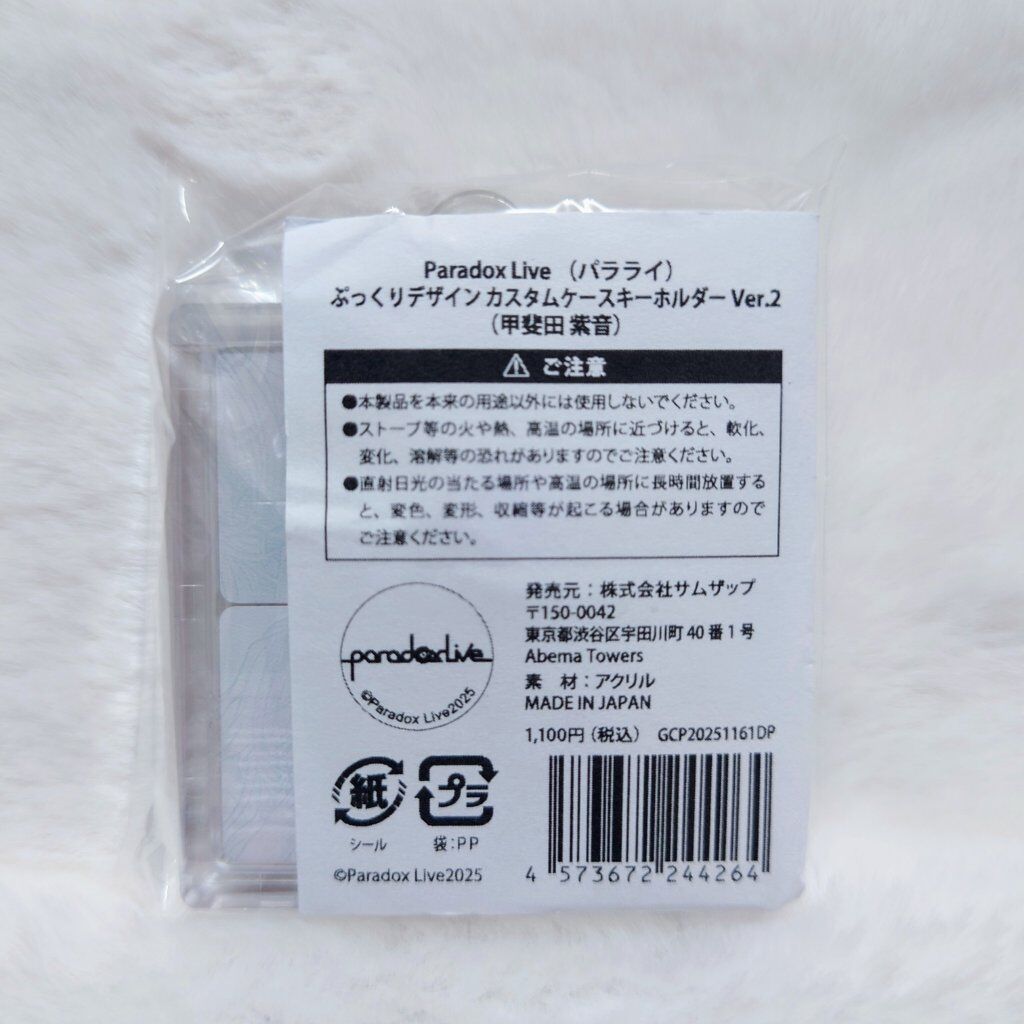 Paradox Live （パラライ）
ぷっくりデザイン カスタムケースキーホルダー Ver.2
（甲斐田 紫音）
⚠ ご注意
●本製品を本来の用途以外には使用しないでください。
●ストーブ等の火や熱、高温の場所に近づけると、軟化、
変化、溶解等の恐れがありますのでご注意ください。
●直射日光の当たる場所や高温の場所に長時間放置する
と、変色、変形、収縮等が起こる場合がありますので
ご注意ください。
paradoxLive
©Paradox Live2025
発売元：株式会社サムザップ
〒150-0042
東京都渋谷区宇田川町 40 番 1 号
Abema Towers
素　材：アクリル
MADE IN JAPAN
1,100円（税込） GCP20251161DP
紙 プラ
シール 袋:PP
©Paradox Live2025
4 573672 244264